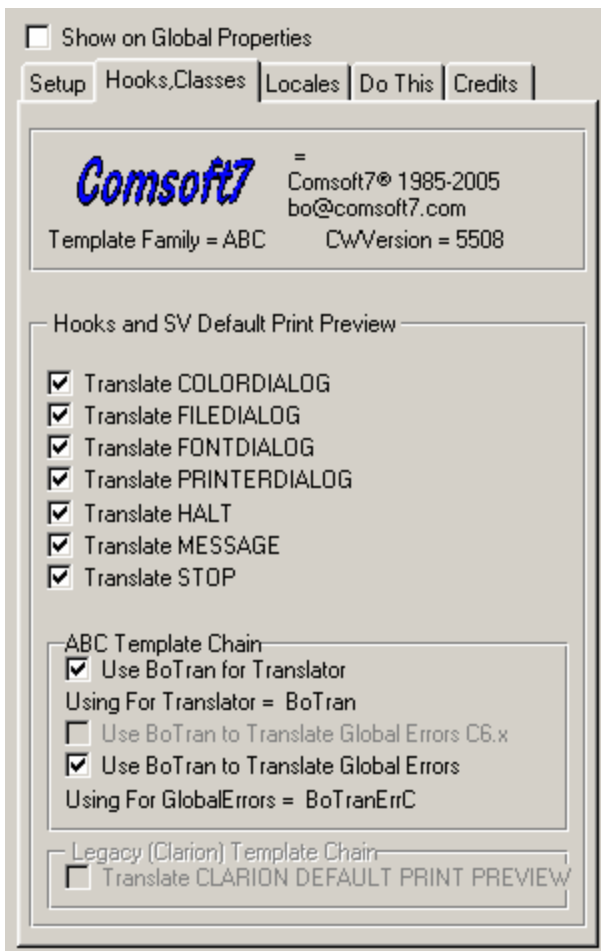 Show on Global Properties
Setup Hooks,Classes Locales Do This Credits
=
Comsoft7 Comsoft7® 1985-2005
bo@comsoft7.com
Template Family = ABC CWVersion = 5508
Hooks and SV Default Print Preview
Translate COLORDIALOG
Translate FILEDIALOG
Translate FONTDIALOG
Translate PRINTERDIALOG
Translate HALT
Translate MESSAGE
Translate STOP
ABC Template Chain
Use BoTran for Translator
Using For Translator = BoTran
Use BoTran to Translate Global Errors C6.x
Use BoTran to Translate Global Errors
Using For GlobalErrors = BoTranErrC
Legacy (Clarion) Template Chain
Translate CLARION DEFAULT PRINT PREVIEW